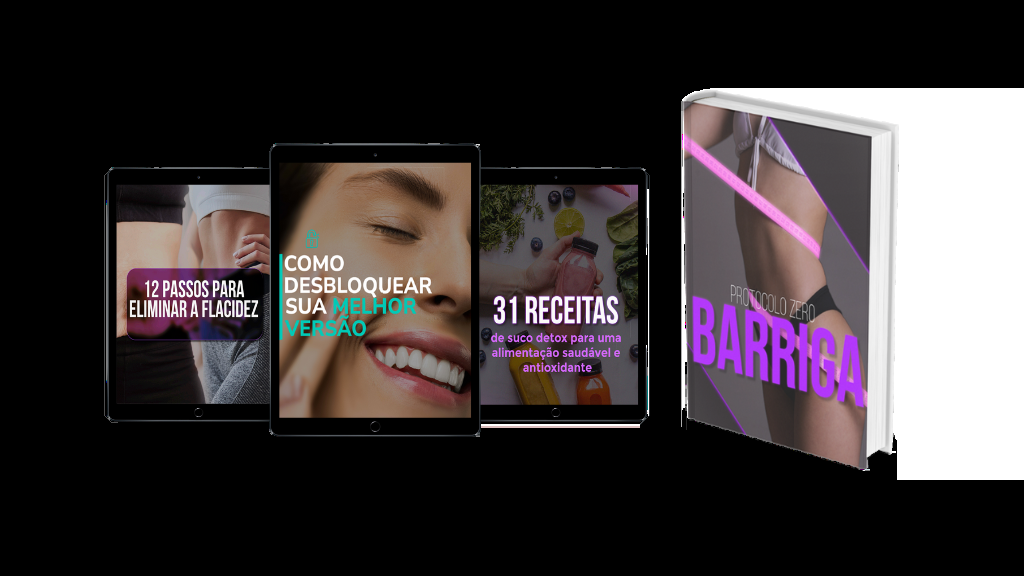 12 PASSOS PARA
ELIMINAR A FLACIDEZ
COMO
DESBLOQUEAR
SUA MELHOR
VERSÃO
31 RECEITAS
de suco detox para uma
alimentação saudável e
antioxidante
PROTOCOLO ZERO
BARRIGA